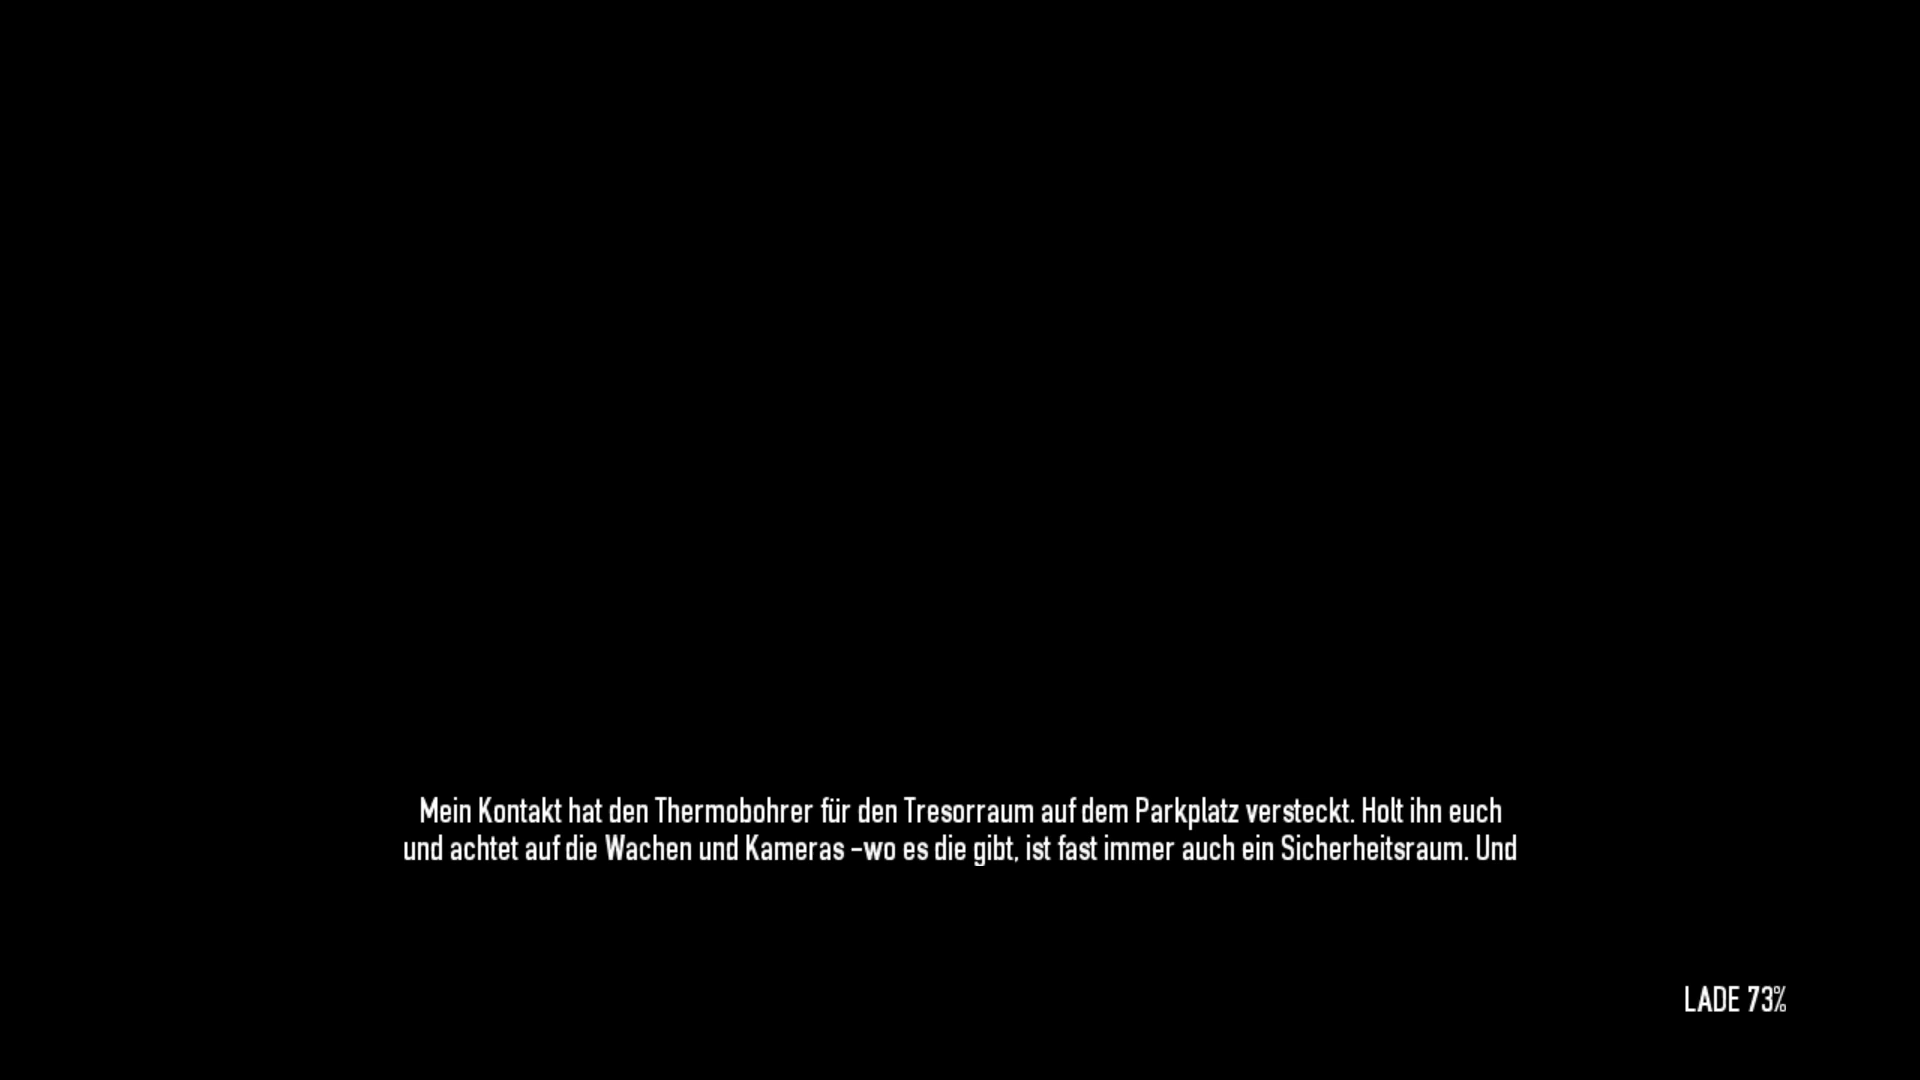 Mein Kontakt hat den Thermobohrer für den Tresorraum auf dem Parkplatz versteckt. Holt ihn euch
und achtet auf die Wachen und Kameras -wo es die gibt, ist fast immer auch ein Sicherheitsraum. Und
LADE 73%